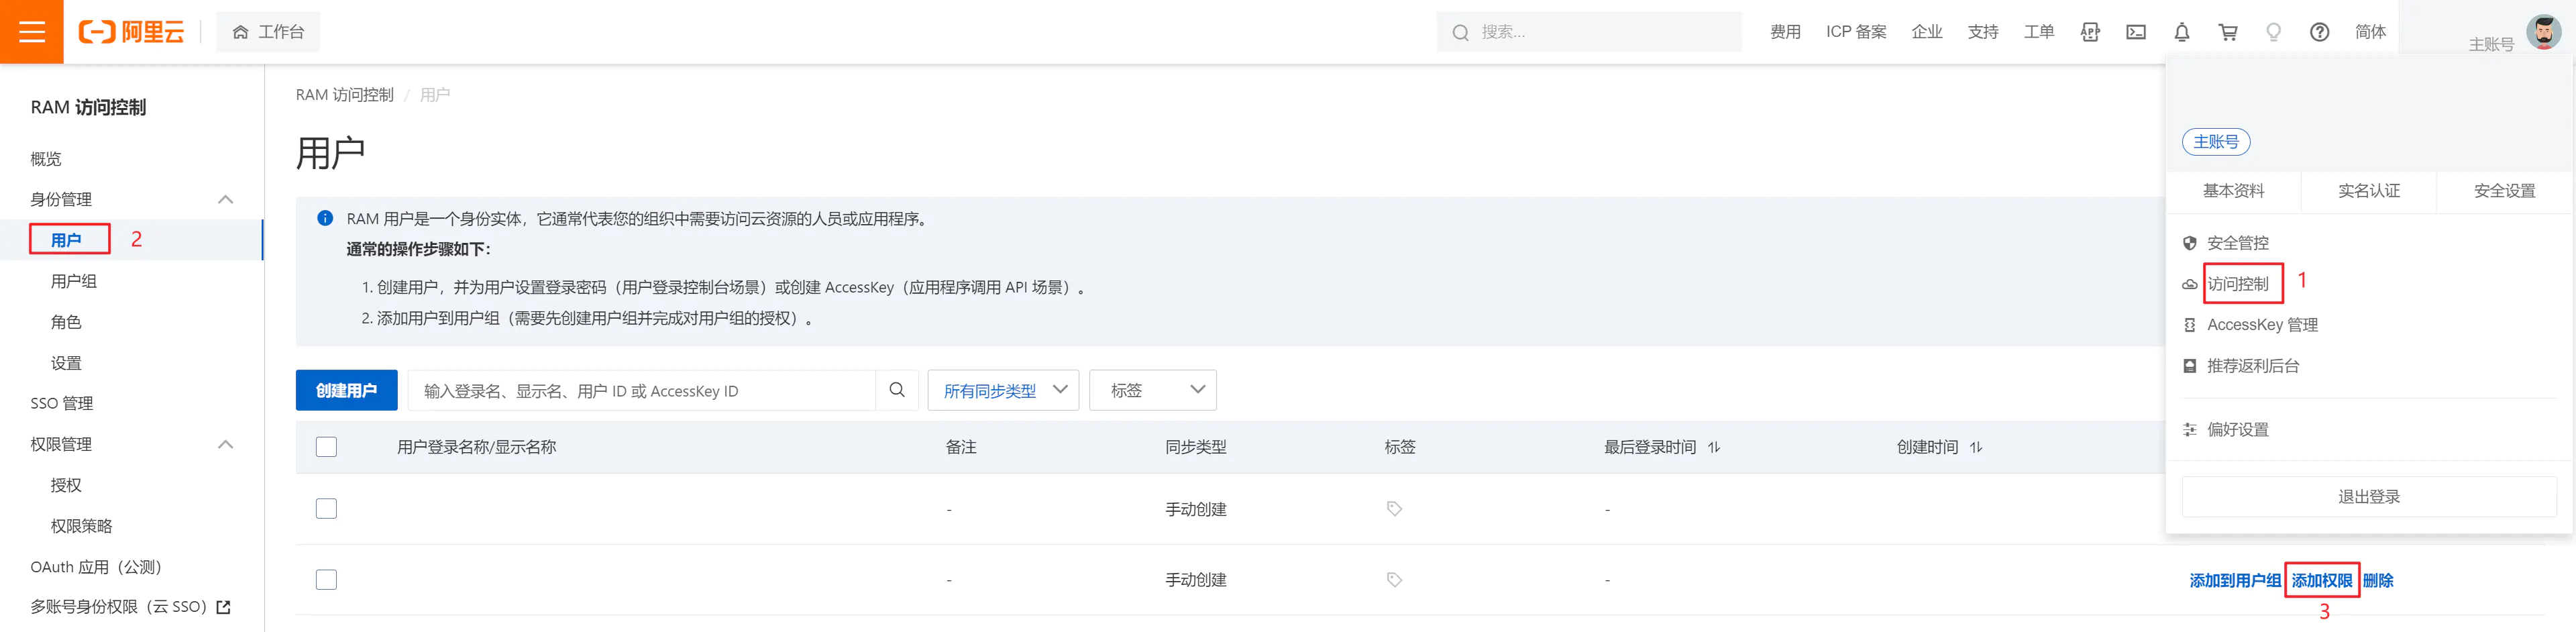 阿里云
工作台
搜索...
费用
ICP 备案
企业
支持
工单
简体
主账号
RAM 访问控制
概览
身份管理
用户
2
用户组
角色
设置
SSO 管理
权限管理
授权
权限策略
OAuth 应用（公测）
多账号身份权限（云 SSO）
RAM 访问控制 / 用户
用户
RAM 用户是一个身份实体，它通常代表您的组织中需要访问云资源的人员或应用程序。
通常的操作步骤如下：
1. 创建用户，并为用户设置登录密码（用户登录控制台场景）或创建 AccessKey（应用程序调用 API 场景）。
2. 添加用户到用户组（需要先创建用户组并完成对用户组的授权）。
创建用户
输入登录名、显示名、用户 ID 或 AccessKey ID
所有同步类型
标签
用户登录名称/显示名称
备注
同步类型
标签
最后登录时间
创建时间
-
手动创建
-
-
手动创建
-
添加到用户组
添加权限
删除
3
主账号
基本资料
实名认证
安全设置
安全管控
访问控制
1
AccessKey 管理
推荐返利后台
偏好设置
退出登录